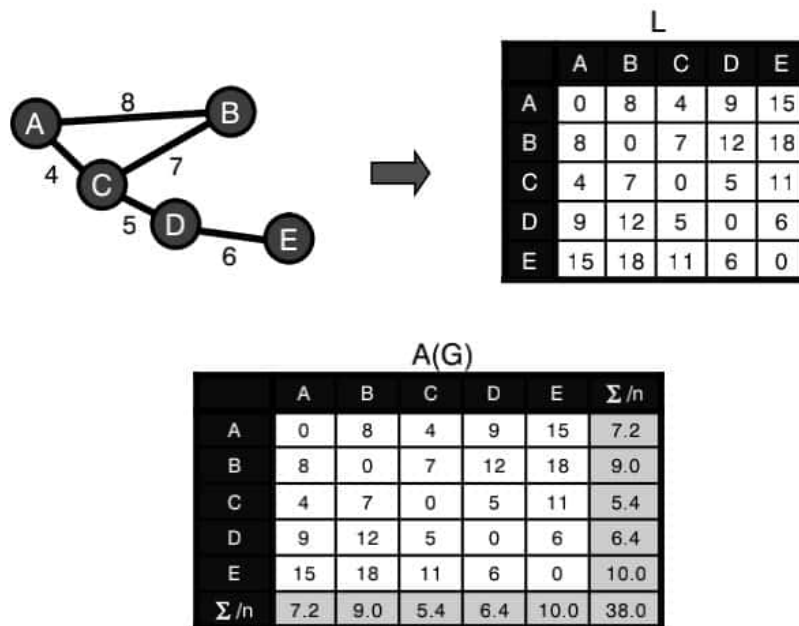 L
A B C D E
A 0 8 4 9 15
B 8 0 7 12 18
C 4 7 0 5 11
D 9 12 5 0 6
E 15 18 11 6 0
8
A B
4 7
C
5 D
6 E
A(G)
A B C D E Σ/n
A 0 8 4 9 15 7.2
B 8 0 7 12 18 9.0
C 4 7 0 5 11 5.4
D 9 12 5 0 6 6.4
E 15 18 11 6 0 10.0
Σ/n 7.2 9.0 5.4 6.4 10.0 38.0